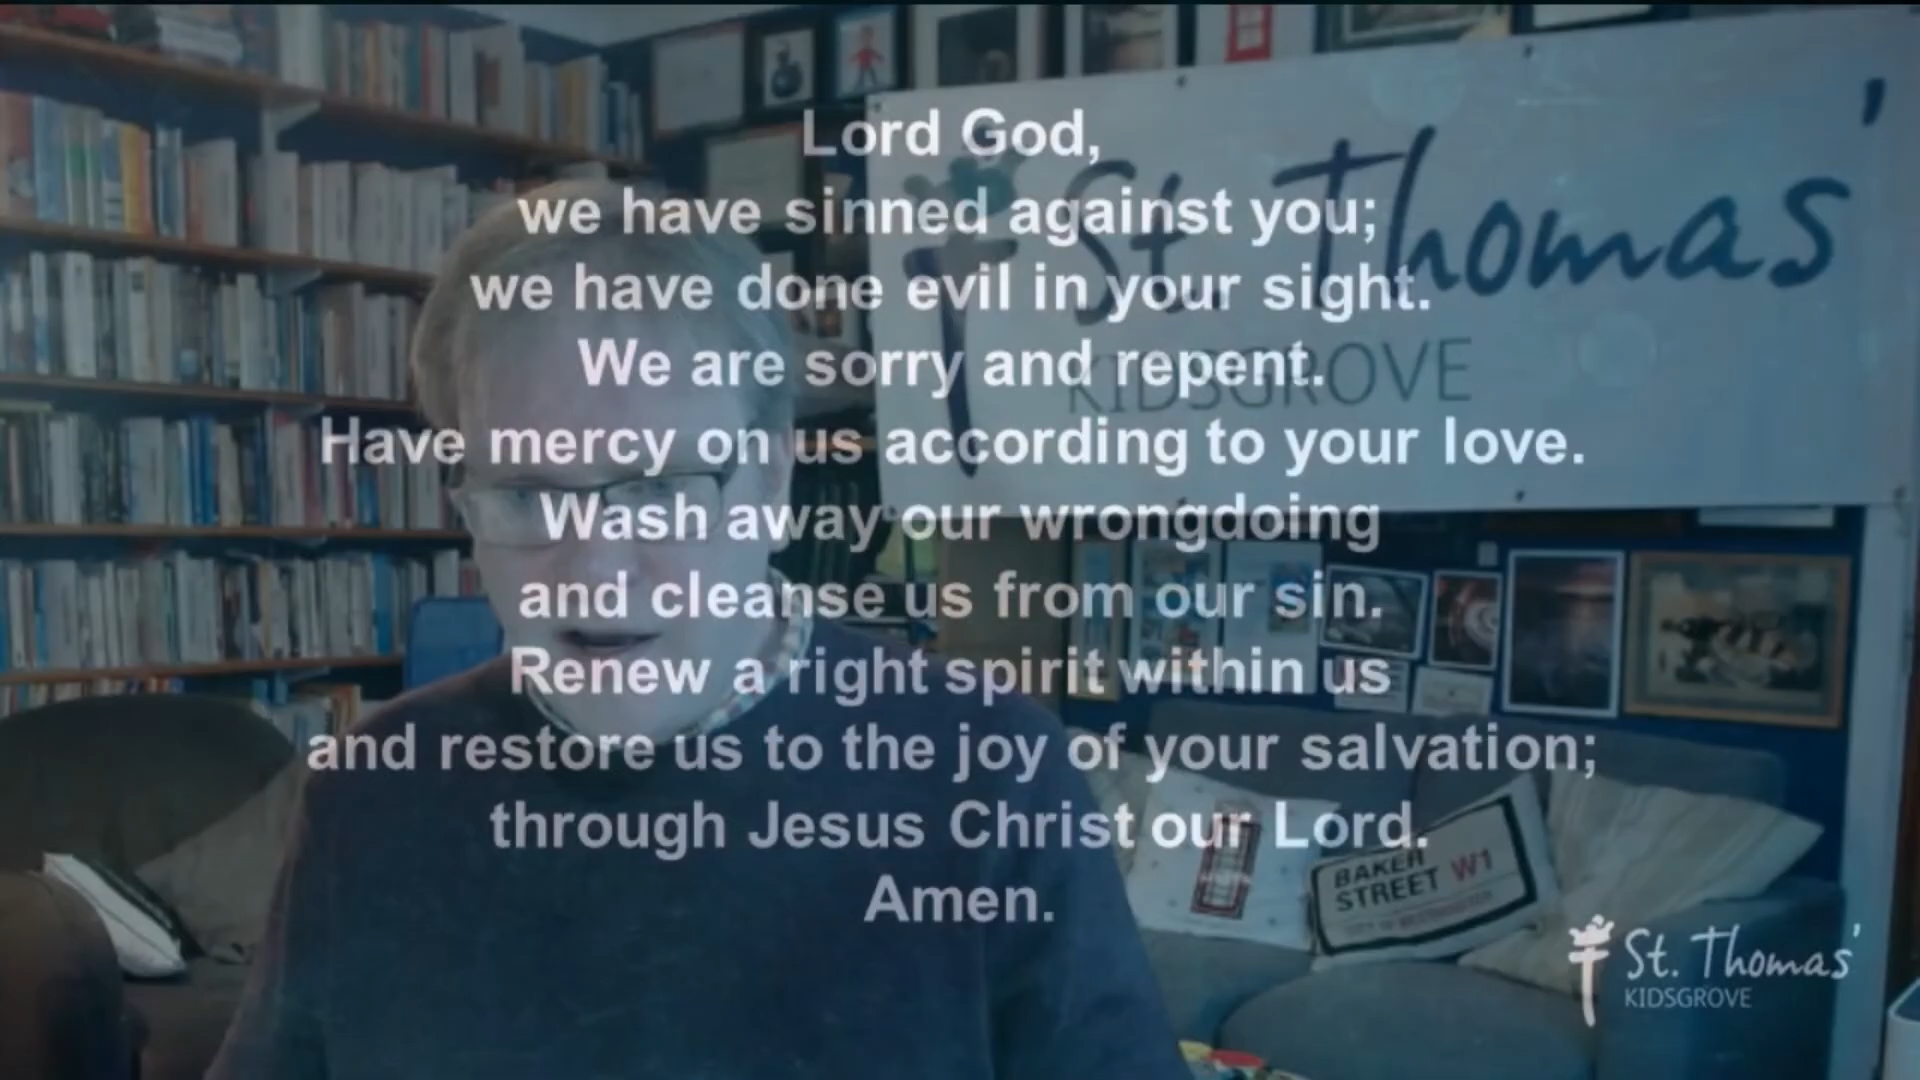 Lord God,
we have sinned against you;
we have done evil in your sight.
We are sorry and repent.
Have mercy on us according to your love.
Wash away our wrongdoing
and cleanse us from our sin.
Renew a right spirit within us
and restore us to the joy of your salvation;
through Jesus Christ our Lord.
Amen.
St. Thomas'
KIDSGROVE
BAKER
STREET W1
St. Thomas'
KIDSGROVE